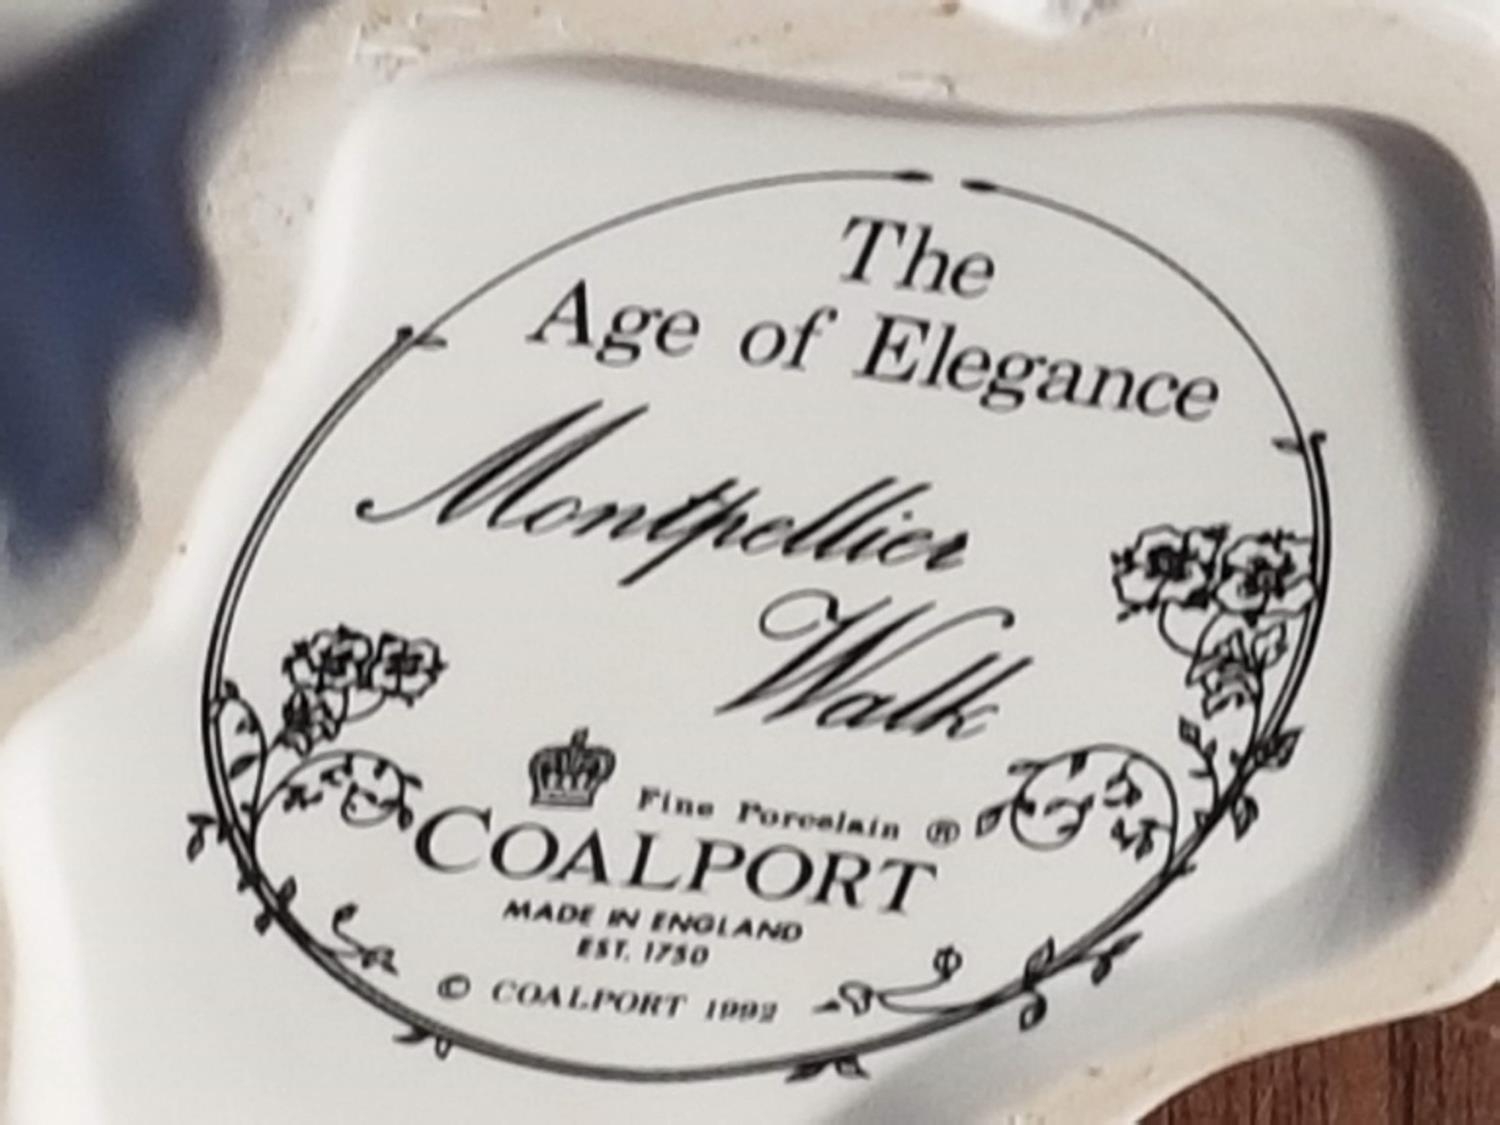 The
Age of Elegance
Montpellier
Walk
Fine Porcelain ®
COALPORT
MADE IN ENGLAND
EST. 1750
© COALPORT 1992